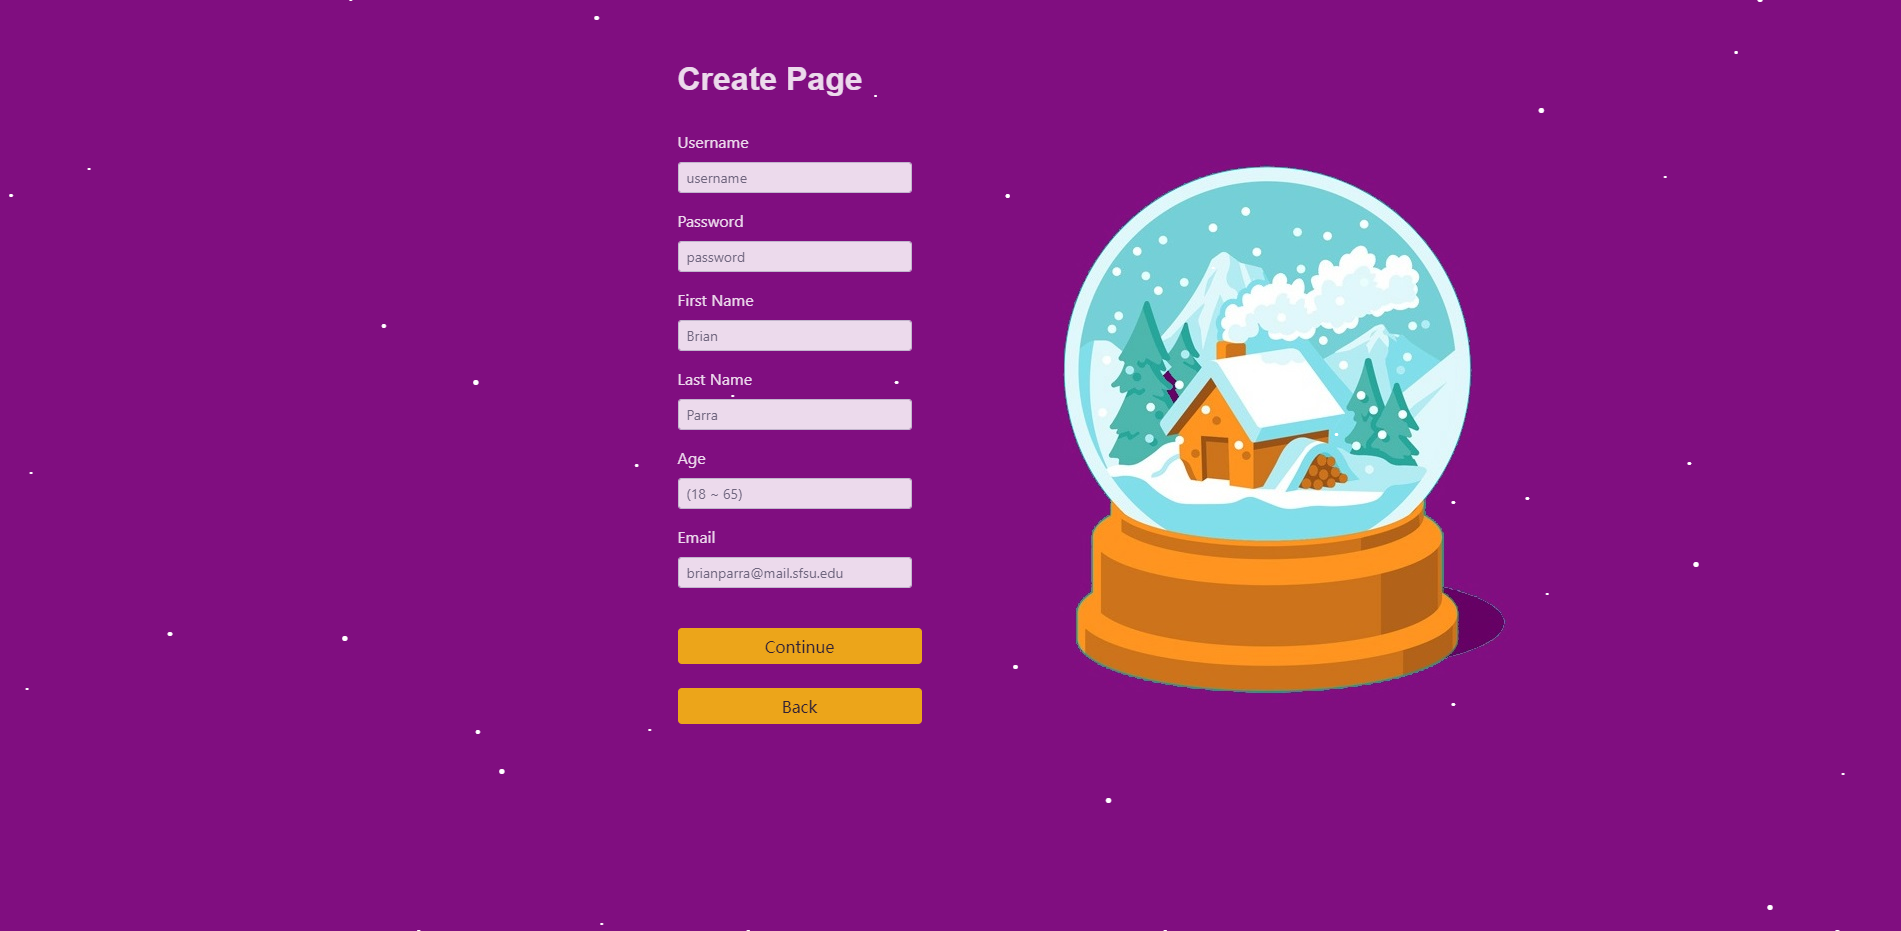 Create Page
Username
username
Password
password
First Name
Brian
Last Name
Parra
Age
(18 ~ 65)
Email
brianparra@mail.sfsu.edu
Continue
Back